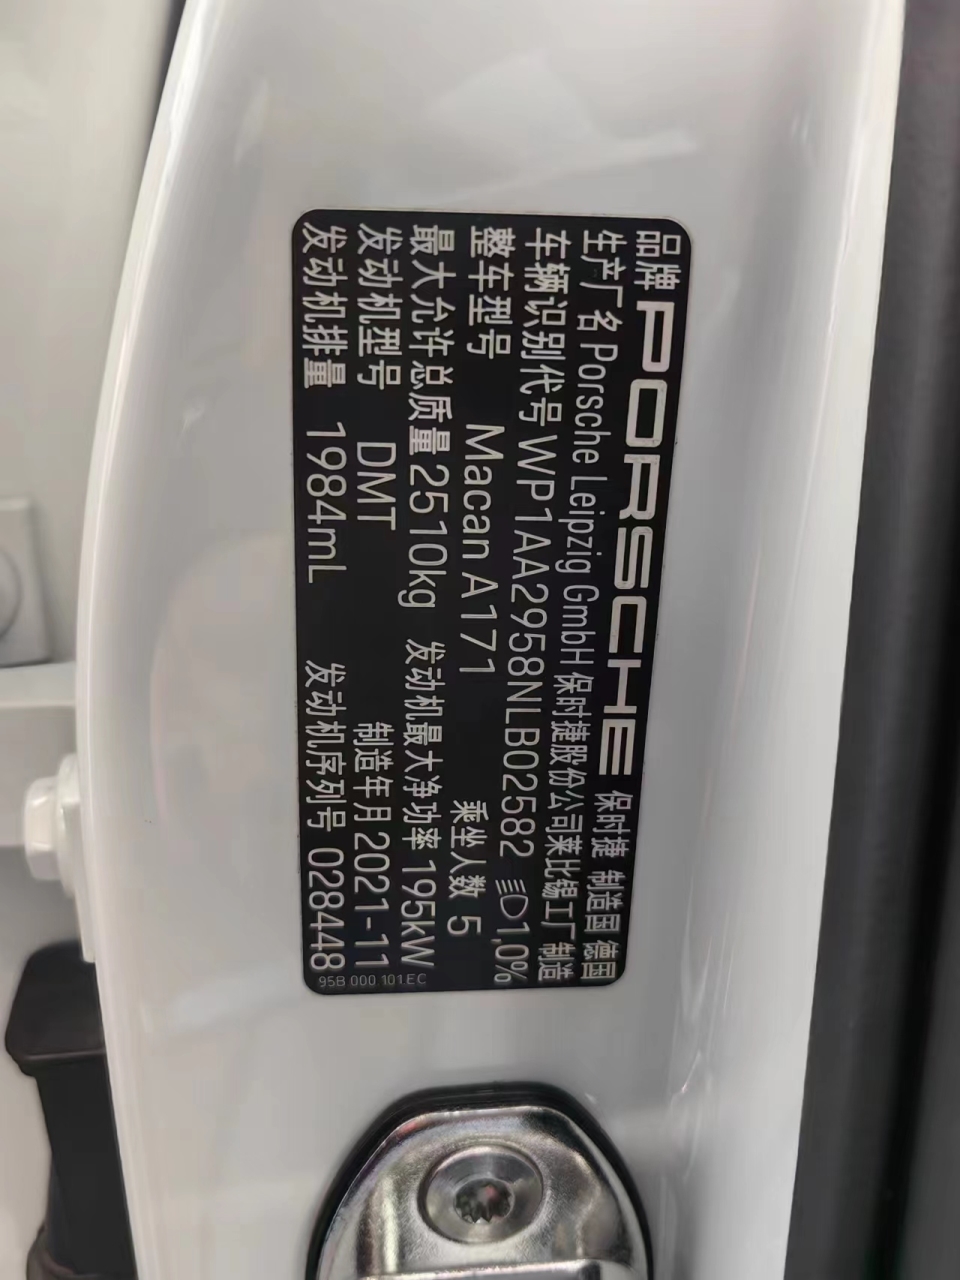 品牌 PORSCHE 保时捷 制造国 德国
生产厂名 Porsche Leipzig GmbH 保时捷股份公司莱比锡工厂 制造
车辆识别代号 WP1AA2958NLB02582 1,0%
整车型号 Macan A171 乘坐人数 5
最大允许总质量 2510kg 发动机最大净功率 195kW
发动机型号 DMT 制造年月 2021-11
发动机排量 1984mL 发动机序列号 028448
95B 000 101 EC